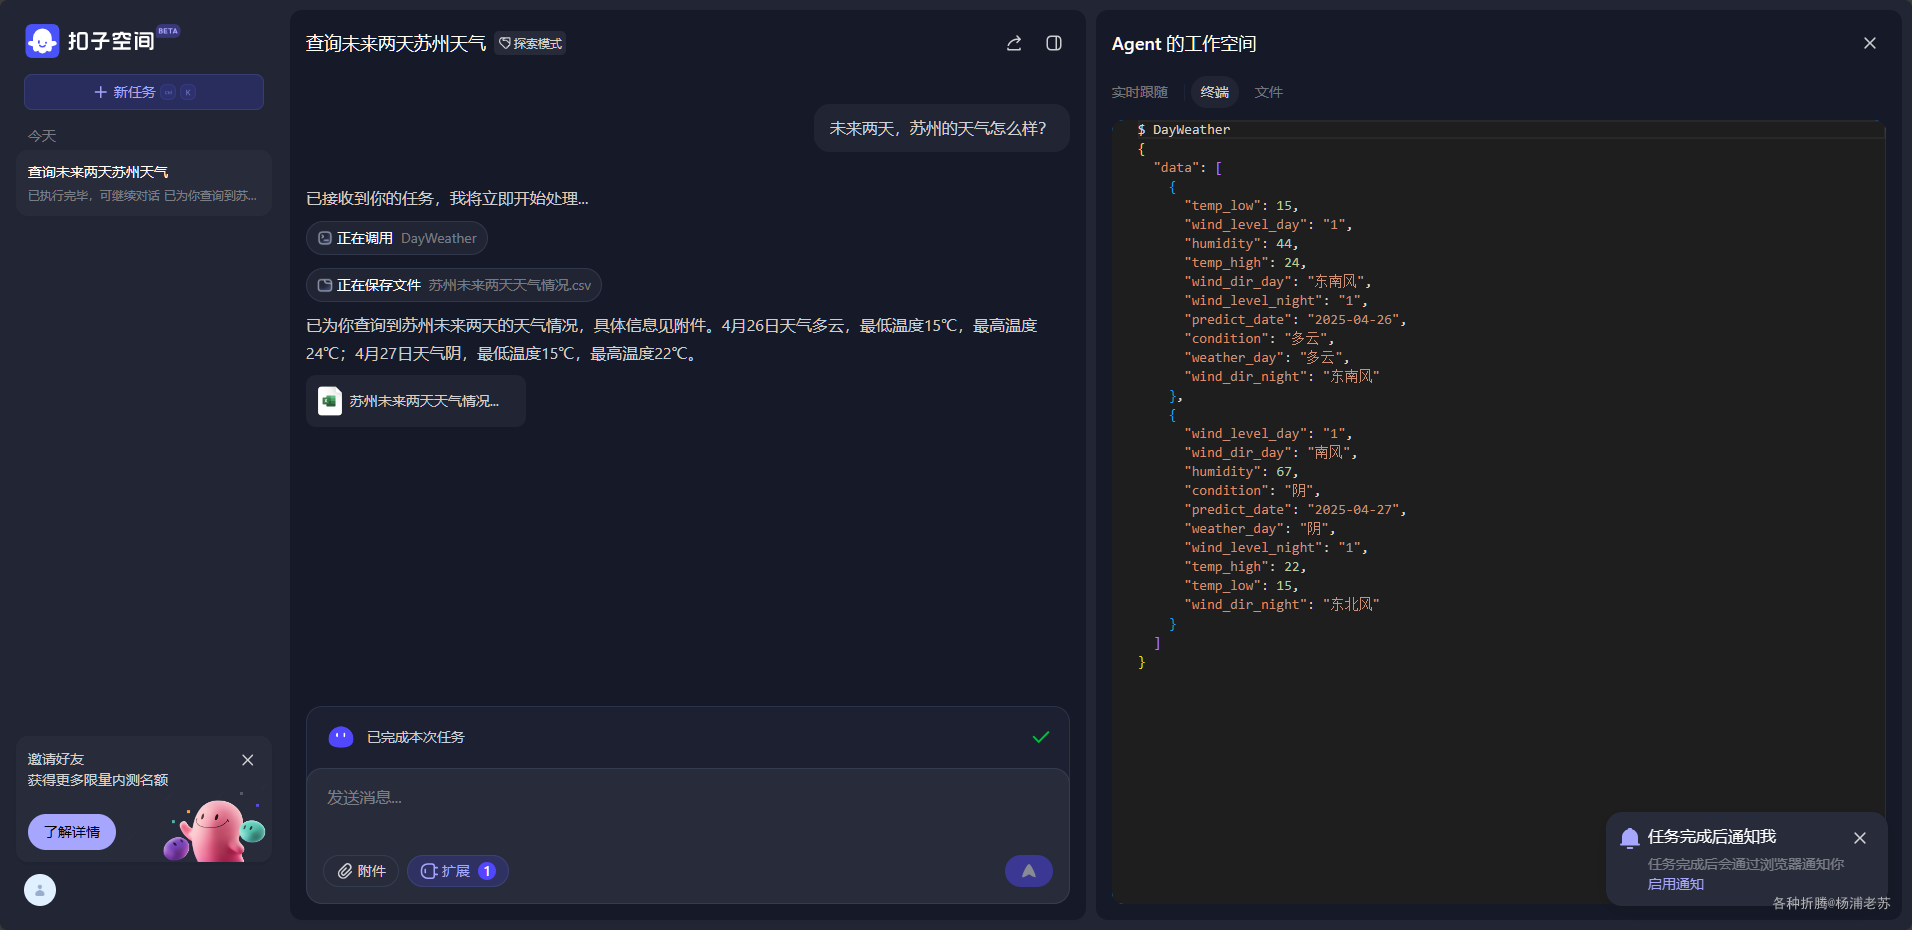 扣子空间 BETA
+ 新任务 K
今天
查询未来两天苏州天气
已执行完毕，可继续对话 已为你查询到苏...
邀请好友
获得更多限量内测名额
了解详情
查询未来两天苏州天气 探索模式
未来两天，苏州的天气怎么样？
已接收到你的任务，我将立即开始处理...
正在调用 DayWeather
正在保存文件 苏州未来两天天气情况.csv
已为你查询到苏州未来两天的天气情况，具体信息见附件。4月26日天气多云，最低温度15℃，最高温度
24℃；4月27日天气阴，最低温度15℃，最高温度22℃。
苏州未来两天天气情况...
已完成本次任务
发送消息...
附件 扩展 1
Agent 的工作空间
实时跟随 终端 文件
$ DayWeather
{
"data": [
{
"temp_low": 15,
"wind_level_day": "1",
"humidity": 44,
"temp_high": 24,
"wind_dir_day": "东南风",
"wind_level_night": "1",
"predict_date": "2025-04-26",
"condition": "多云",
"weather_day": "多云",
"wind_dir_night": "东南风"
},
{
"wind_level_day": "1",
"wind_dir_day": "南风",
"humidity": 67,
"condition": "阴",
"predict_date": "2025-04-27",
"weather_day": "阴",
"wind_level_night": "1",
"temp_high": 22,
"temp_low": 15,
"wind_dir_night": "东北风"
}
]
}
任务完成后通知我
任务完成后会通过浏览器通知你
启用通知
各种折腾@杨浦老苏